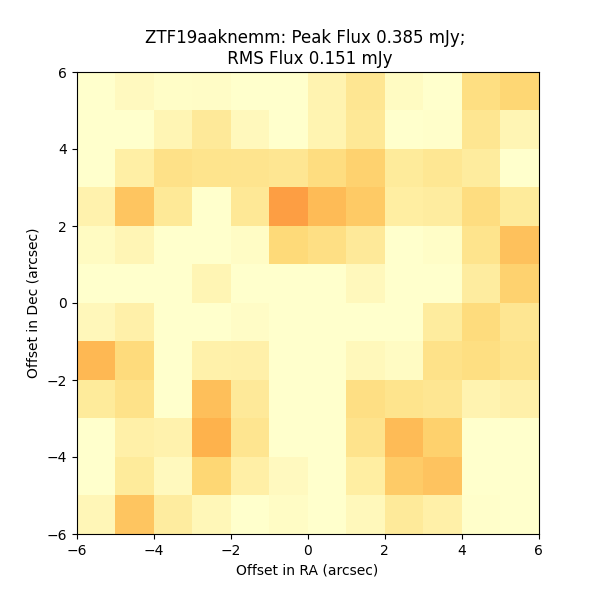 ZTF19aaknemm: Peak Flux 0.385 mJy;
RMS Flux 0.151 mJy
6
4
2
0
−2
−4
−6
Offset in Dec (arcsec)
−6 −4 −2 0 2 4 6
Offset in RA (arcsec)